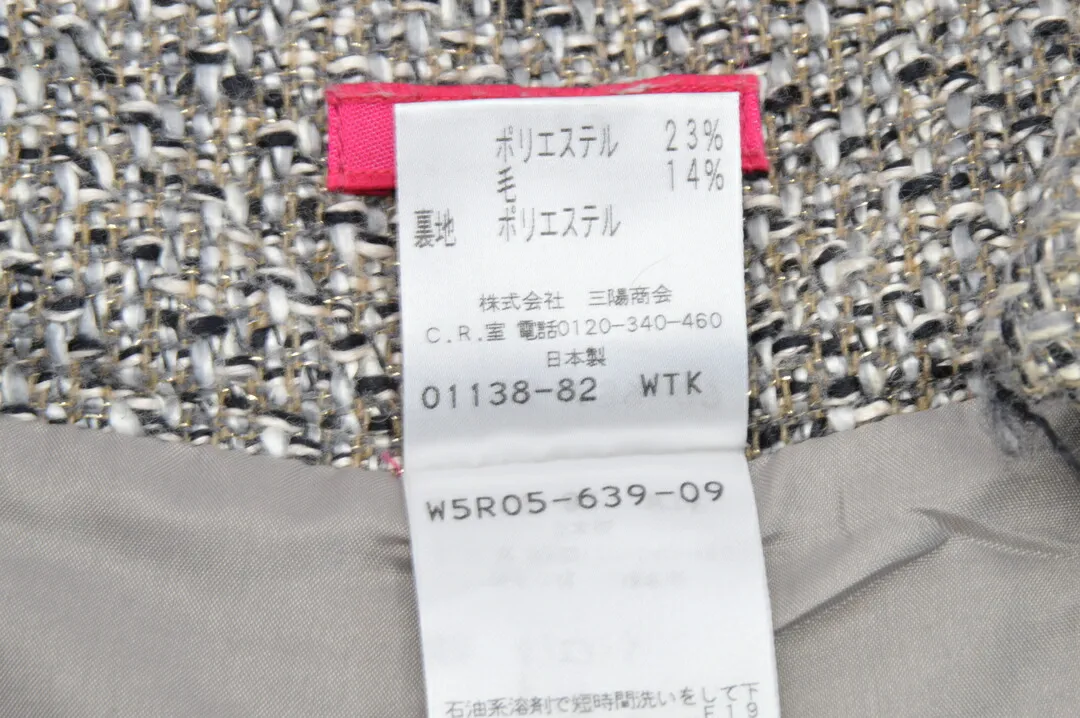 ポリエステル 23%
毛 14%
裏地 ポリエステル
株式会社 三陽商会
C.R.室 電話0120-340-460
日本製
01138-82 WTK
W5R05-639-09
石油系溶剤で短時間洗いをして下
F19